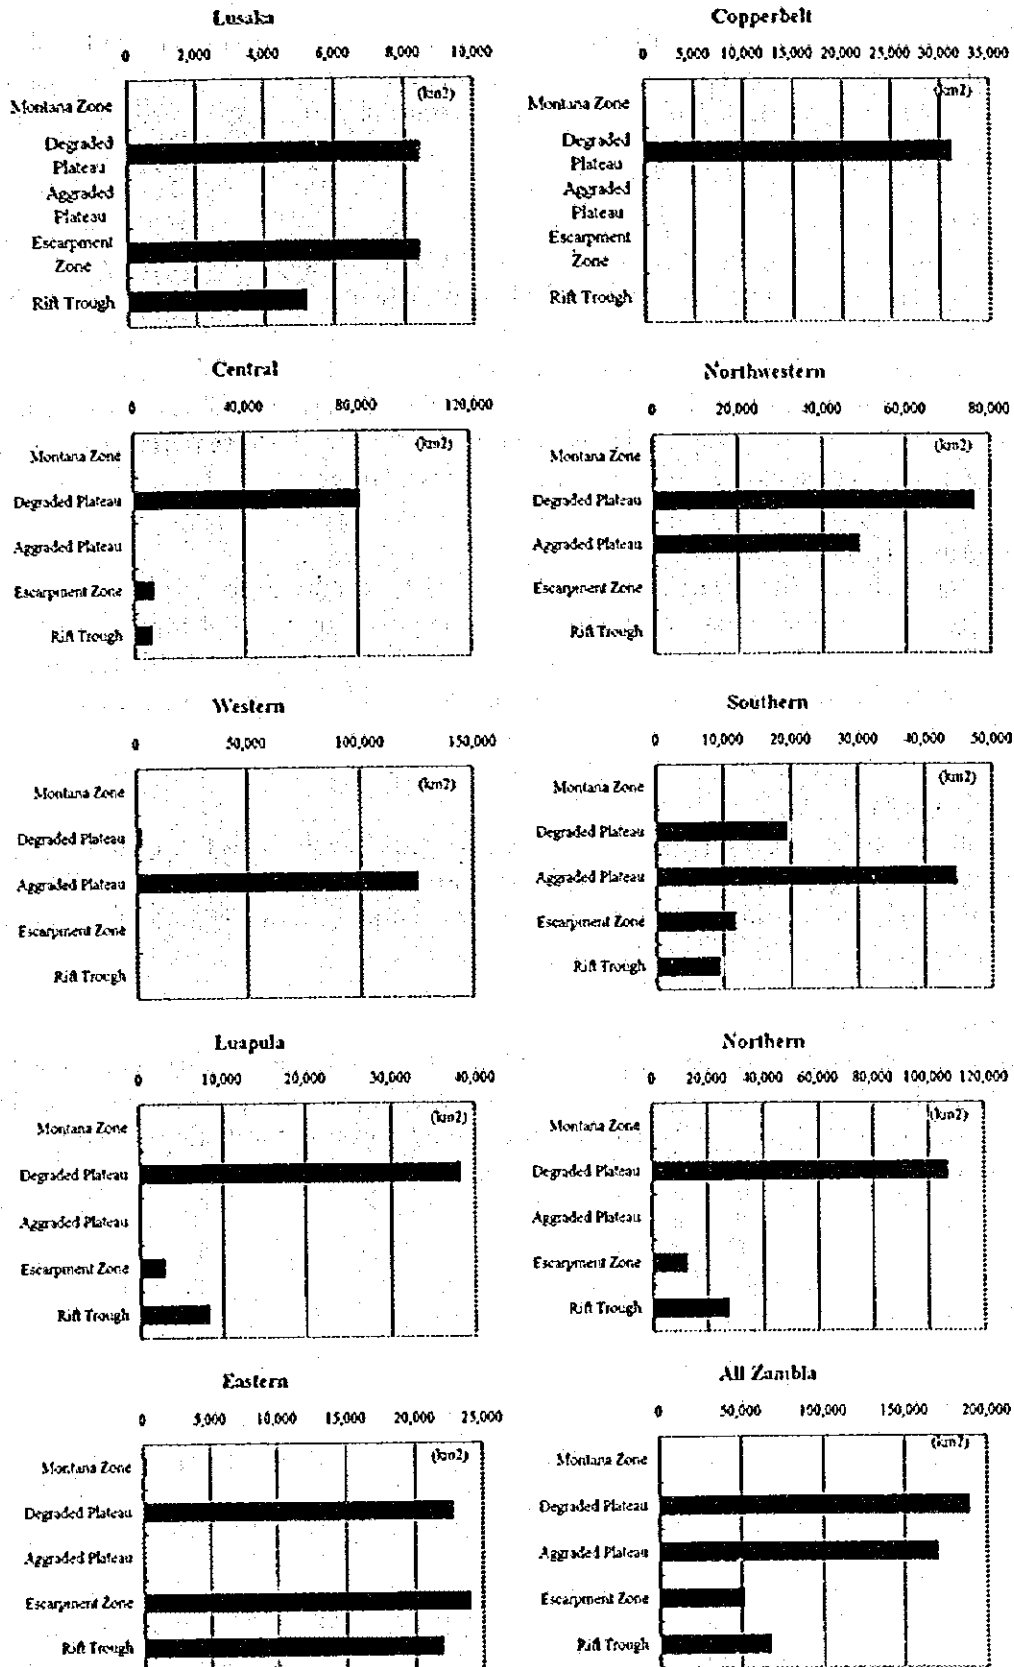 Lusaka
0 2,000 4,000 6,000 8,000 10,000
(km2)
Montana Zone
Degraded
Plateau
Aggraded
Plateau
Escarpment
Zone
Rift Trough
Copperbelt
0 5,000 10,000 15,000 20,000 25,000 30,000 35,000
(km2)
Montana Zone
Degraded
Plateau
Aggraded
Plateau
Escarpment
Zone
Rift Trough
Central
0 40,000 80,000 120,000
(km2)
Montana Zone
Degraded Plateau
Aggraded Plateau
Escarpment Zone
Rift Trough
Northwestern
0 20,000 40,000 60,000 80,000
(km2)
Montana Zone
Degraded Plateau
Aggraded Plateau
Escarpment Zone
Rift Trough
Western
0 50,000 100,000 150,000
(km2)
Montana Zone
Degraded Plateau
Aggraded Plateau
Escarpment Zone
Rift Trough
Southern
0 10,000 20,000 30,000 40,000 50,000
(km2)
Montana Zone
Degraded Plateau
Aggraded Plateau
Escarpment Zone
Rift Trough
Luapula
0 10,000 20,000 30,000 40,000
(km2)
Montana Zone
Degraded Plateau
Aggraded Plateau
Escarpment Zone
Rift Trough
Northern
0 20,000 40,000 60,000 80,000 100,000 120,000
(km2)
Montana Zone
Degraded Plateau
Aggraded Plateau
Escarpment Zone
Rift Trough
Eastern
0 5,000 10,000 15,000 20,000 25,000
(km2)
Montana Zone
Degraded Plateau
Aggraded Plateau
Escarpment Zone
Rift Trough
All Zambia
0 50,000 100,000 150,000 200,000
(km2)
Montana Zone
Degraded Plateau
Aggraded Plateau
Escarpment Zone
Rift Trough